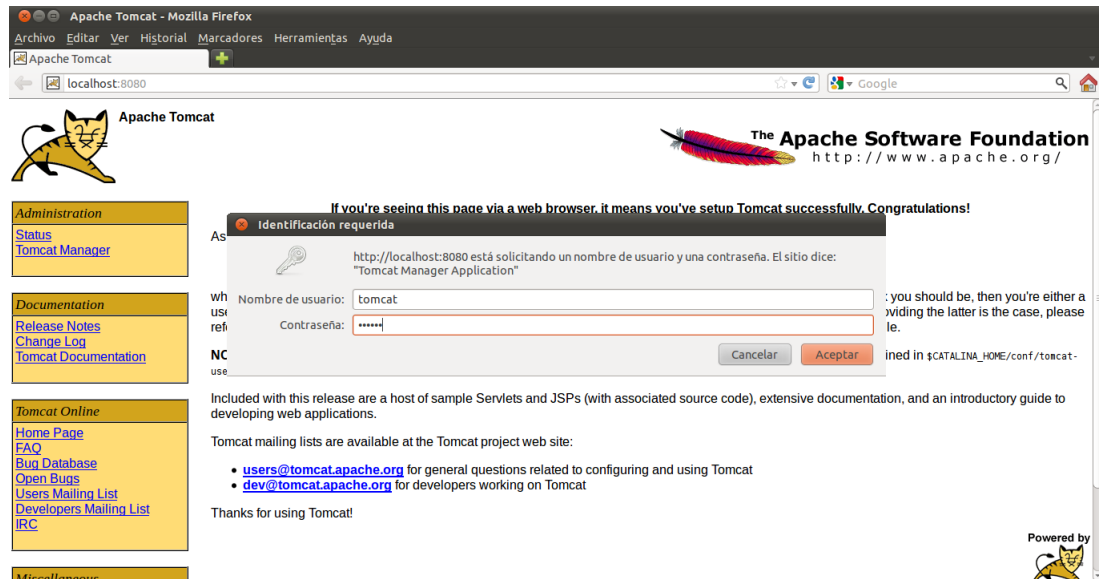 Apache Tomcat - Mozilla Firefox
Archivo Editar Ver Historial Marcadores Herramientas Ayuda
Apache Tomcat
localhost:8080
Google
Apache Tomcat
The Apache Software Foundation
http://www.apache.org/
Administration
Status
Tomcat Manager
Documentation
Release Notes
Change Log
Tomcat Documentation
Tomcat Online
Home Page
FAQ
Bug Database
Open Bugs
Users Mailing List
Developers Mailing List
IRC
Miscellaneous
If you're seeing this page via a web browser, it means you've setup Tomcat successfully. Congratulations!
As
Identificación requerida
http://localhost:8080 está solicitando un nombre de usuario y una contraseña. El sitio dice:
"Tomcat Manager Application"
Nombre de usuario: tomcat
Contraseña: ••••••
Cancelar Aceptar
you should be, then you're either a
oviding the latter is the case, please
le.
ined in $CATALINA_HOME/conf/tomcat-
Included with this release are a host of sample Servlets and JSPs (with associated source code), extensive documentation, and an introductory guide to
developing web applications.
Tomcat mailing lists are available at the Tomcat project web site:
• users@tomcat.apache.org for general questions related to configuring and using Tomcat
• dev@tomcat.apache.org for developers working on Tomcat
Thanks for using Tomcat!
Powered by